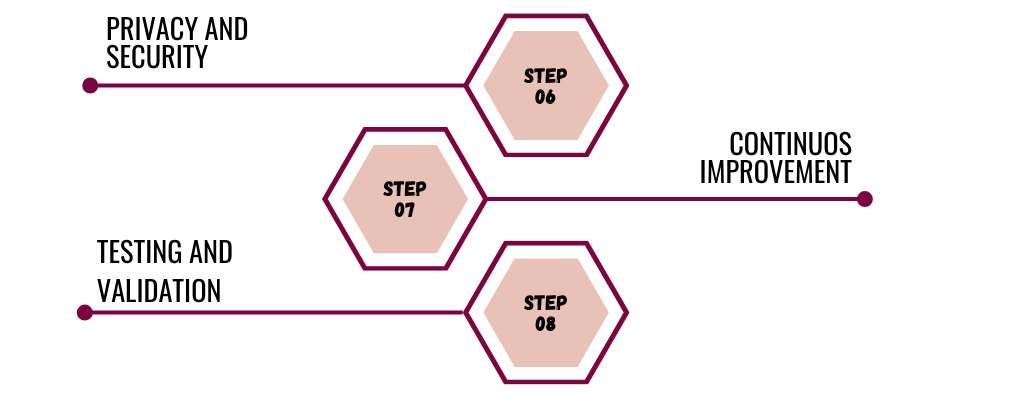 PRIVACY AND
SECURITY
STEP
06
CONTINUOS
IMPROVEMENT
STEP
07
TESTING AND
VALIDATION
STEP
08